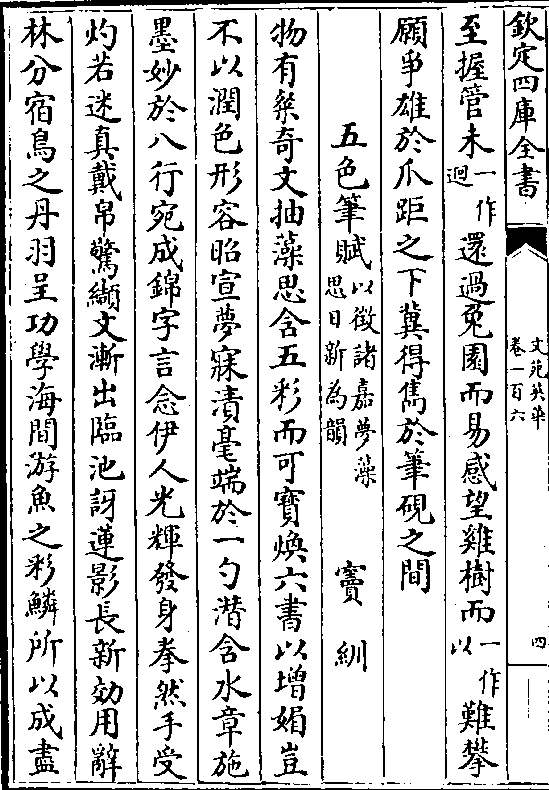 欽定四庫全書
文苑英華
卷一百六
四
至握管未一作迴還過兎園而易感望雞樹而一作以難攀
願爭雄於爪距之下冀得雋於筆硯之間
五色筆賦以徵諸嘉夢藻思日新為韻
竇紃
物有粲奇文抽藻思含五彩而可寳煥六書以增媚豈
不以潤色形容昭宣夢寐漬毫端於一勺潛含水章施
墨妙於八行宛成錦字言念伊人光輝發身拳然手受
灼若迷真戴帛驚纈文漸出臨池訝蓮影長新効用辭
林分宿鳥之丹羽呈功學海間游魚之彩鱗所以成盡